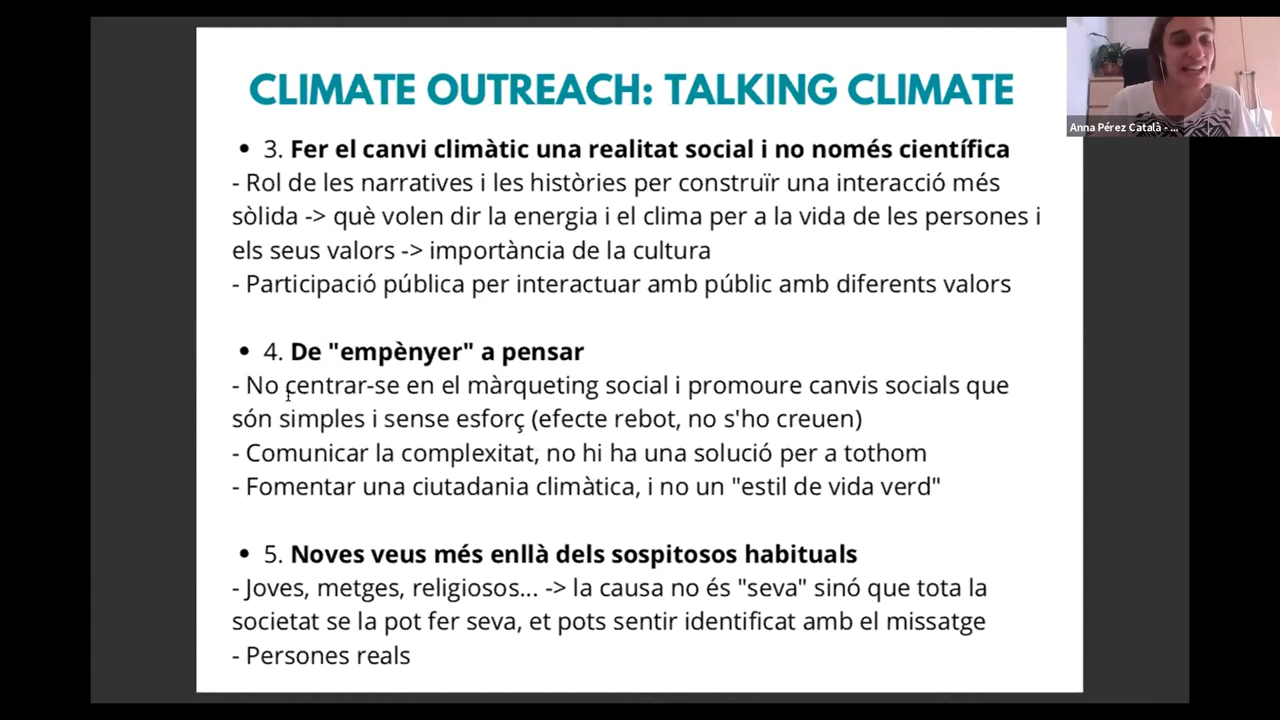 CLIMATE OUTREACH: TALKING CLIMATE
• 3. Fer el canvi climàtic una realitat social i no només científica
- Rol de les narratives i les històries per construïr una interacció més
sòlida -> què volen dir la energia i el clima per a la vida de les persones i
els seus valors -> importància de la cultura
- Participació pública per interactuar amb públic amb diferents valors
• 4. De "empènyer" a pensar
- No centrar-se en el màrqueting social i promoure canvis socials que
són simples i sense esforç (efecte rebot, no s'ho creuen)
- Comunicar la complexitat, no hi ha una solució per a tothom
- Fomentar una ciutadania climàtica, i no un "estil de vida verd"
• 5. Noves veus més enllà dels sospitosos habituals
- Joves, metges, religiosos... -> la causa no és "seva" sinó que tota la
societat se la pot fer seva, et pots sentir identificat amb el missatge
- Persones reals
Anna Pérez Català - ...